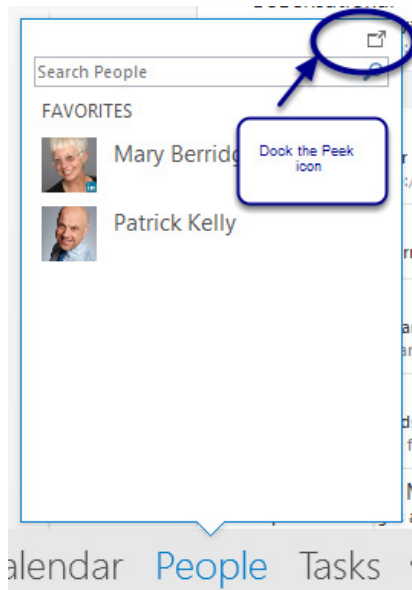 Search People
FAVORITES
Mary Berridg
Dock the Peek
icon
Patrick Kelly
alendar People Tasks